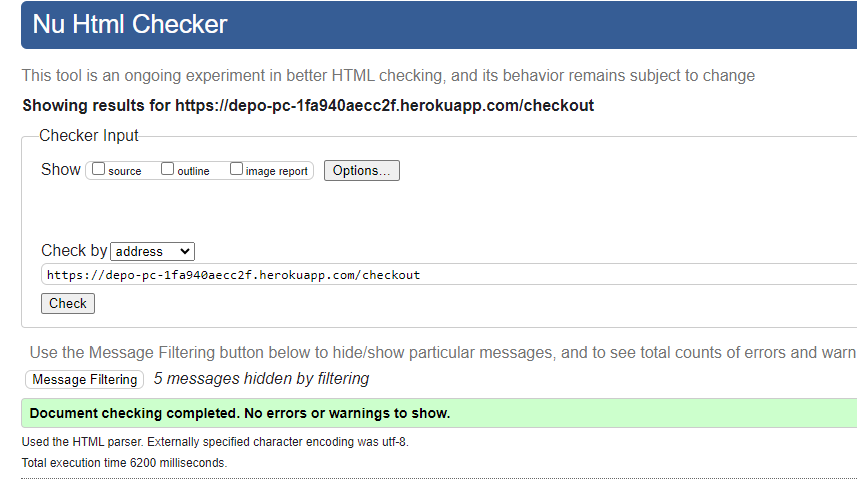 Nu Html Checker
This tool is an ongoing experiment in better HTML checking, and its behavior remains subject to change
Showing results for https://depo-pc-1fa940aecc2f.herokuapp.com/checkout
Checker Input
Show source outline image report Options...
Check by address
https://depo-pc-1fa940aecc2f.herokuapp.com/checkout
Check
Use the Message Filtering button below to hide/show particular messages, and to see total counts of errors and warn
Message Filtering 5 messages hidden by filtering
Document checking completed. No errors or warnings to show.
Used the HTML parser. Externally specified character encoding was utf-8.
Total execution time 6200 milliseconds.